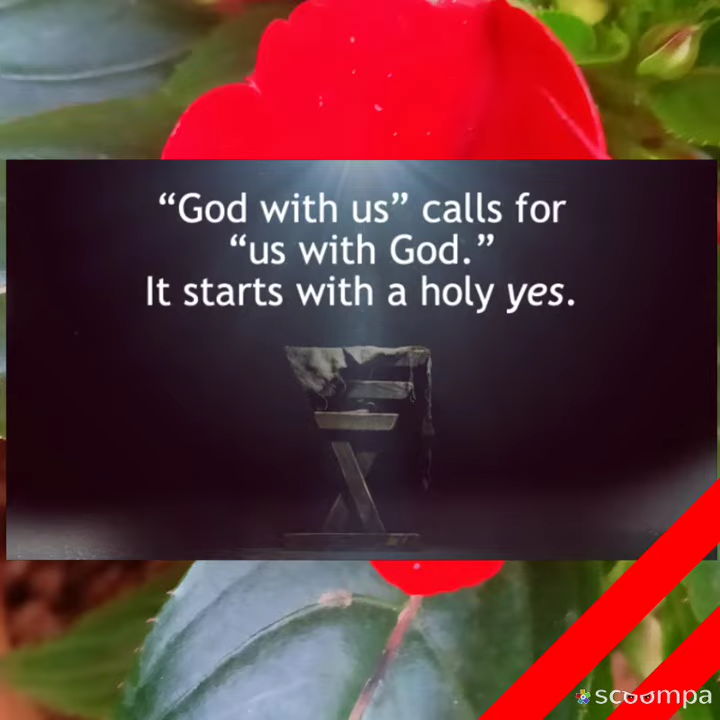 “God with us” calls for
“us with God.”
It starts with a holy yes.
scoompa